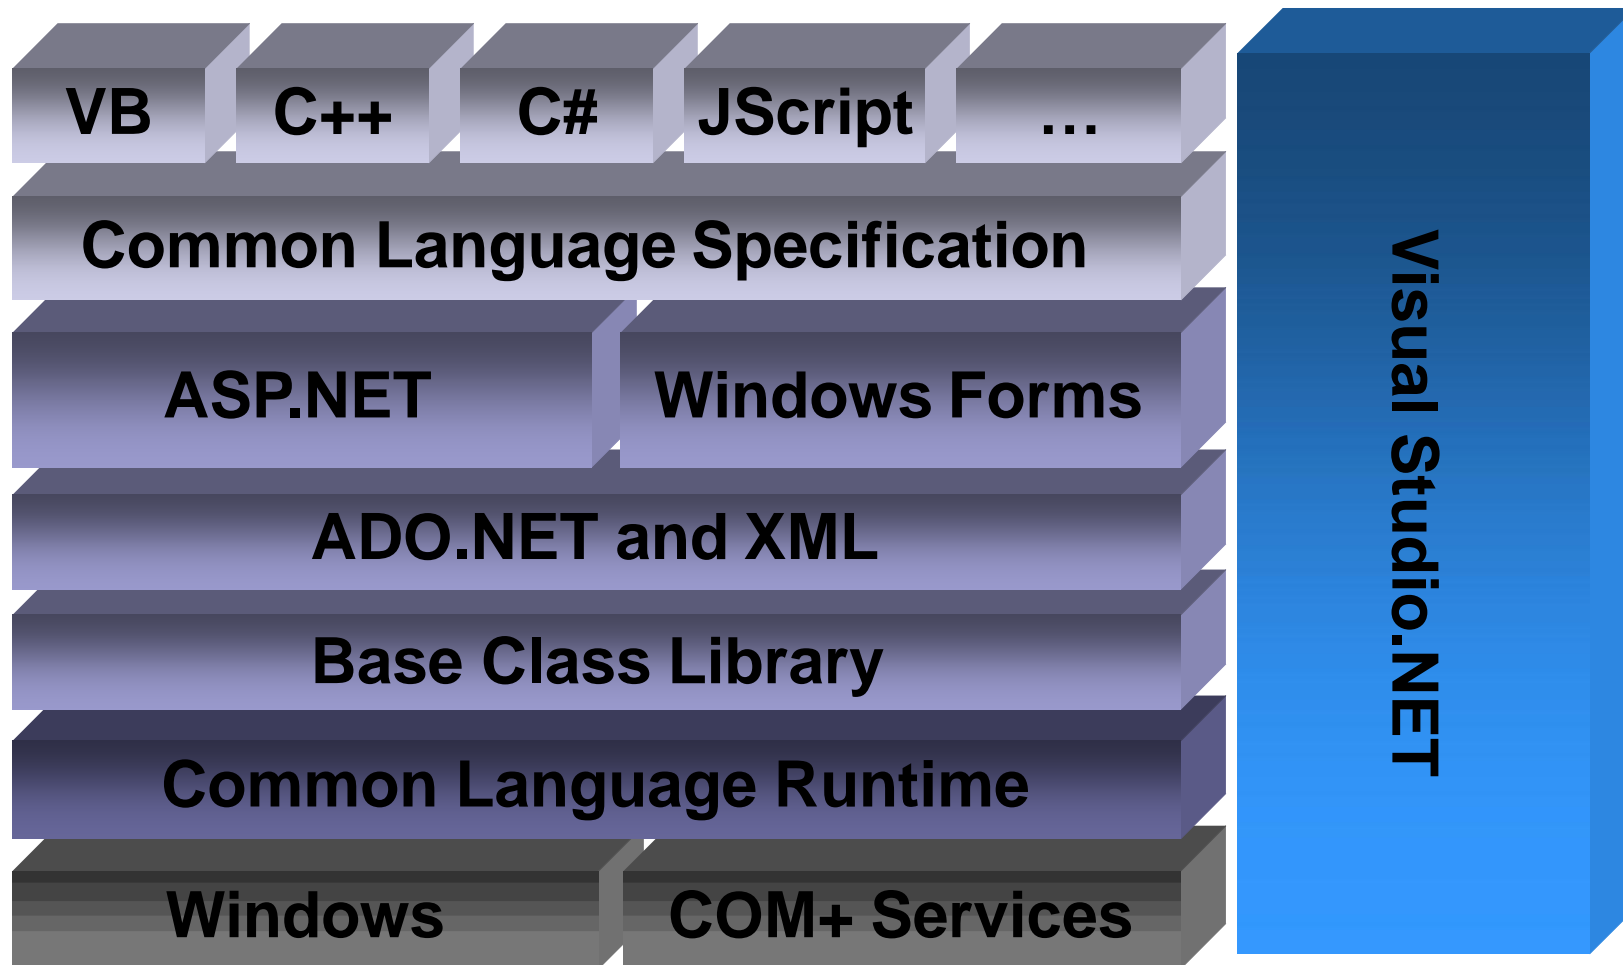 VB
C++
C#
JScript
…
Common Language Specification
ASP.NET
Windows Forms
ADO.NET and XML
Base Class Library
Common Language Runtime
Windows
COM+ Services
Visual Studio.NET